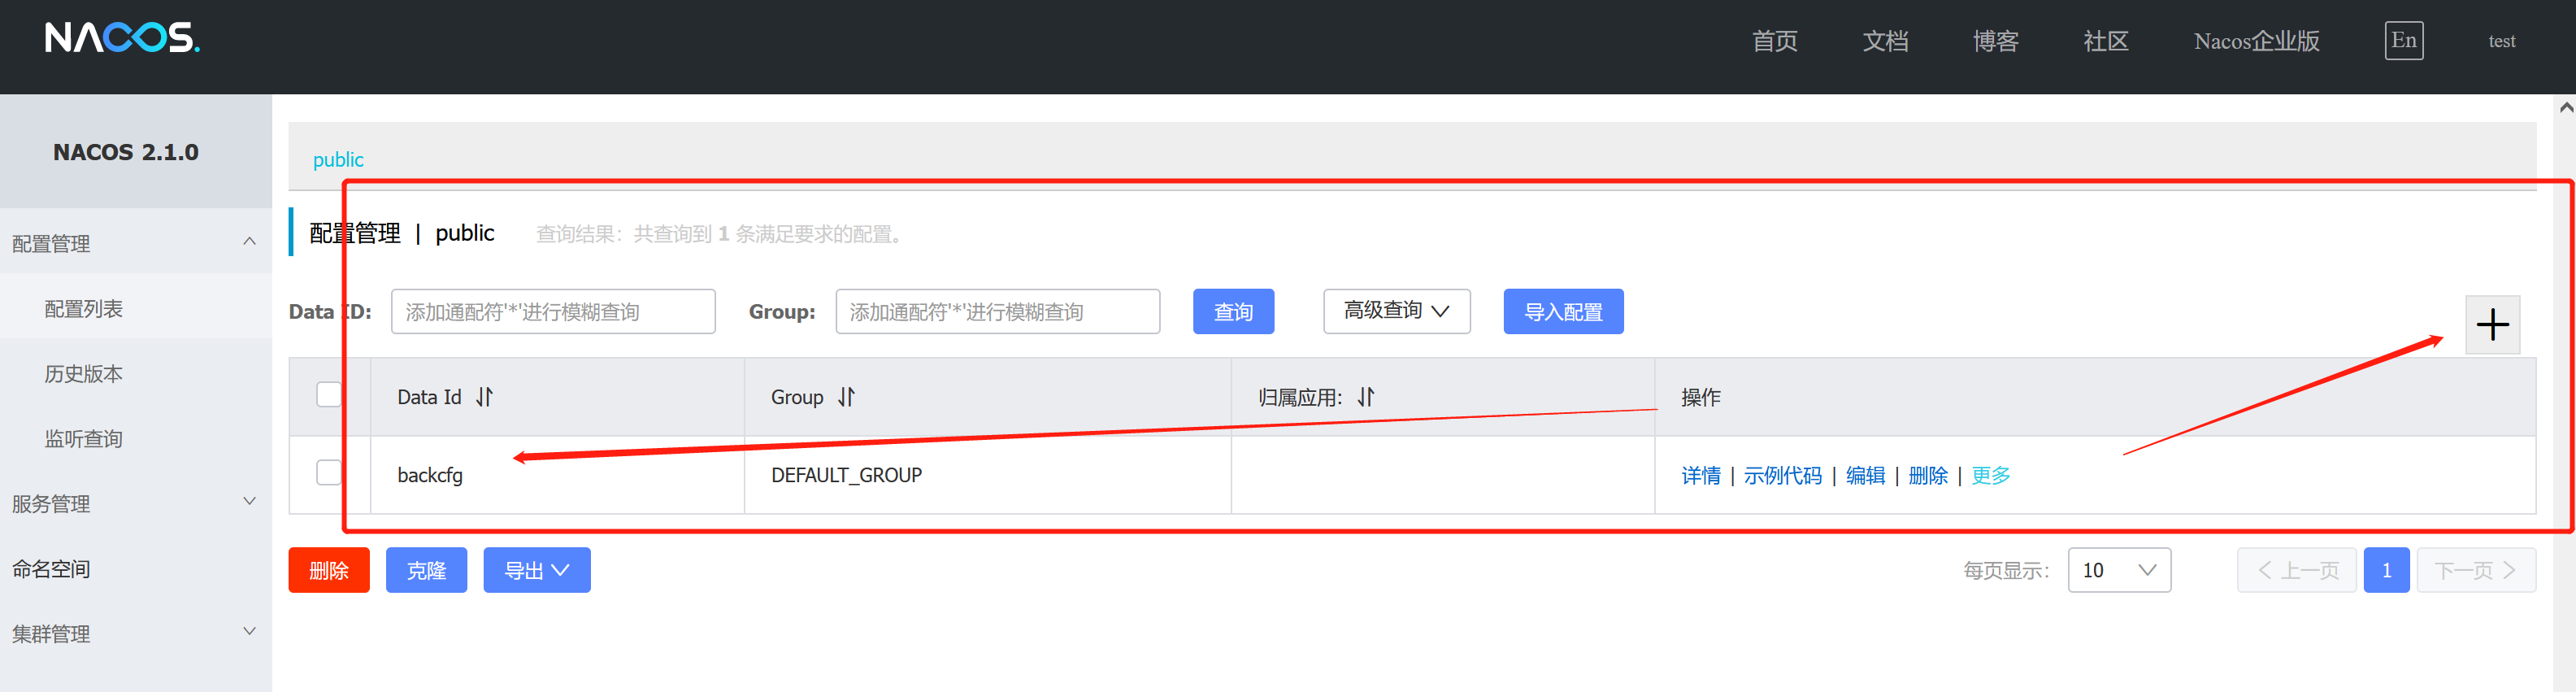 NACOS.
首页 文档 博客 社区 Nacos企业版 En test
NACOS 2.1.0
public
配置管理
配置管理 | public 查询结果：共查询到 1 条满足要求的配置。
配置列表
Data ID: 添加通配符'*'进行模糊查询 Group: 添加通配符'*'进行模糊查询 查询 高级查询 导入配置
历史版本
Data Id Group 归属应用: 操作
监听查询
backcfg DEFAULT_GROUP 详情 | 示例代码 | 编辑 | 删除 | 更多
服务管理
命名空间
删除 克隆 导出 每页显示: 10 上一页 1 下一页
集群管理